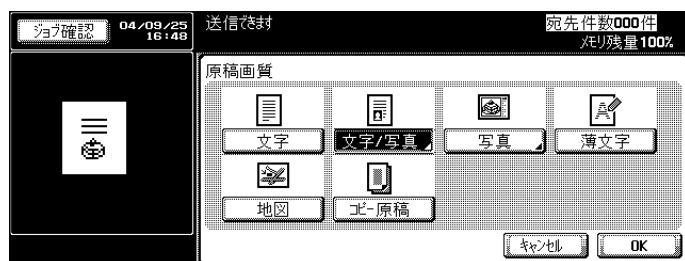 ジョブ確認
04/09/25
16:48
送信できます
宛先件数000件
メモリ残量100%
原稿画質
文字
文字/写真
写真
薄文字
地図
コピー原稿
キャンセル
OK